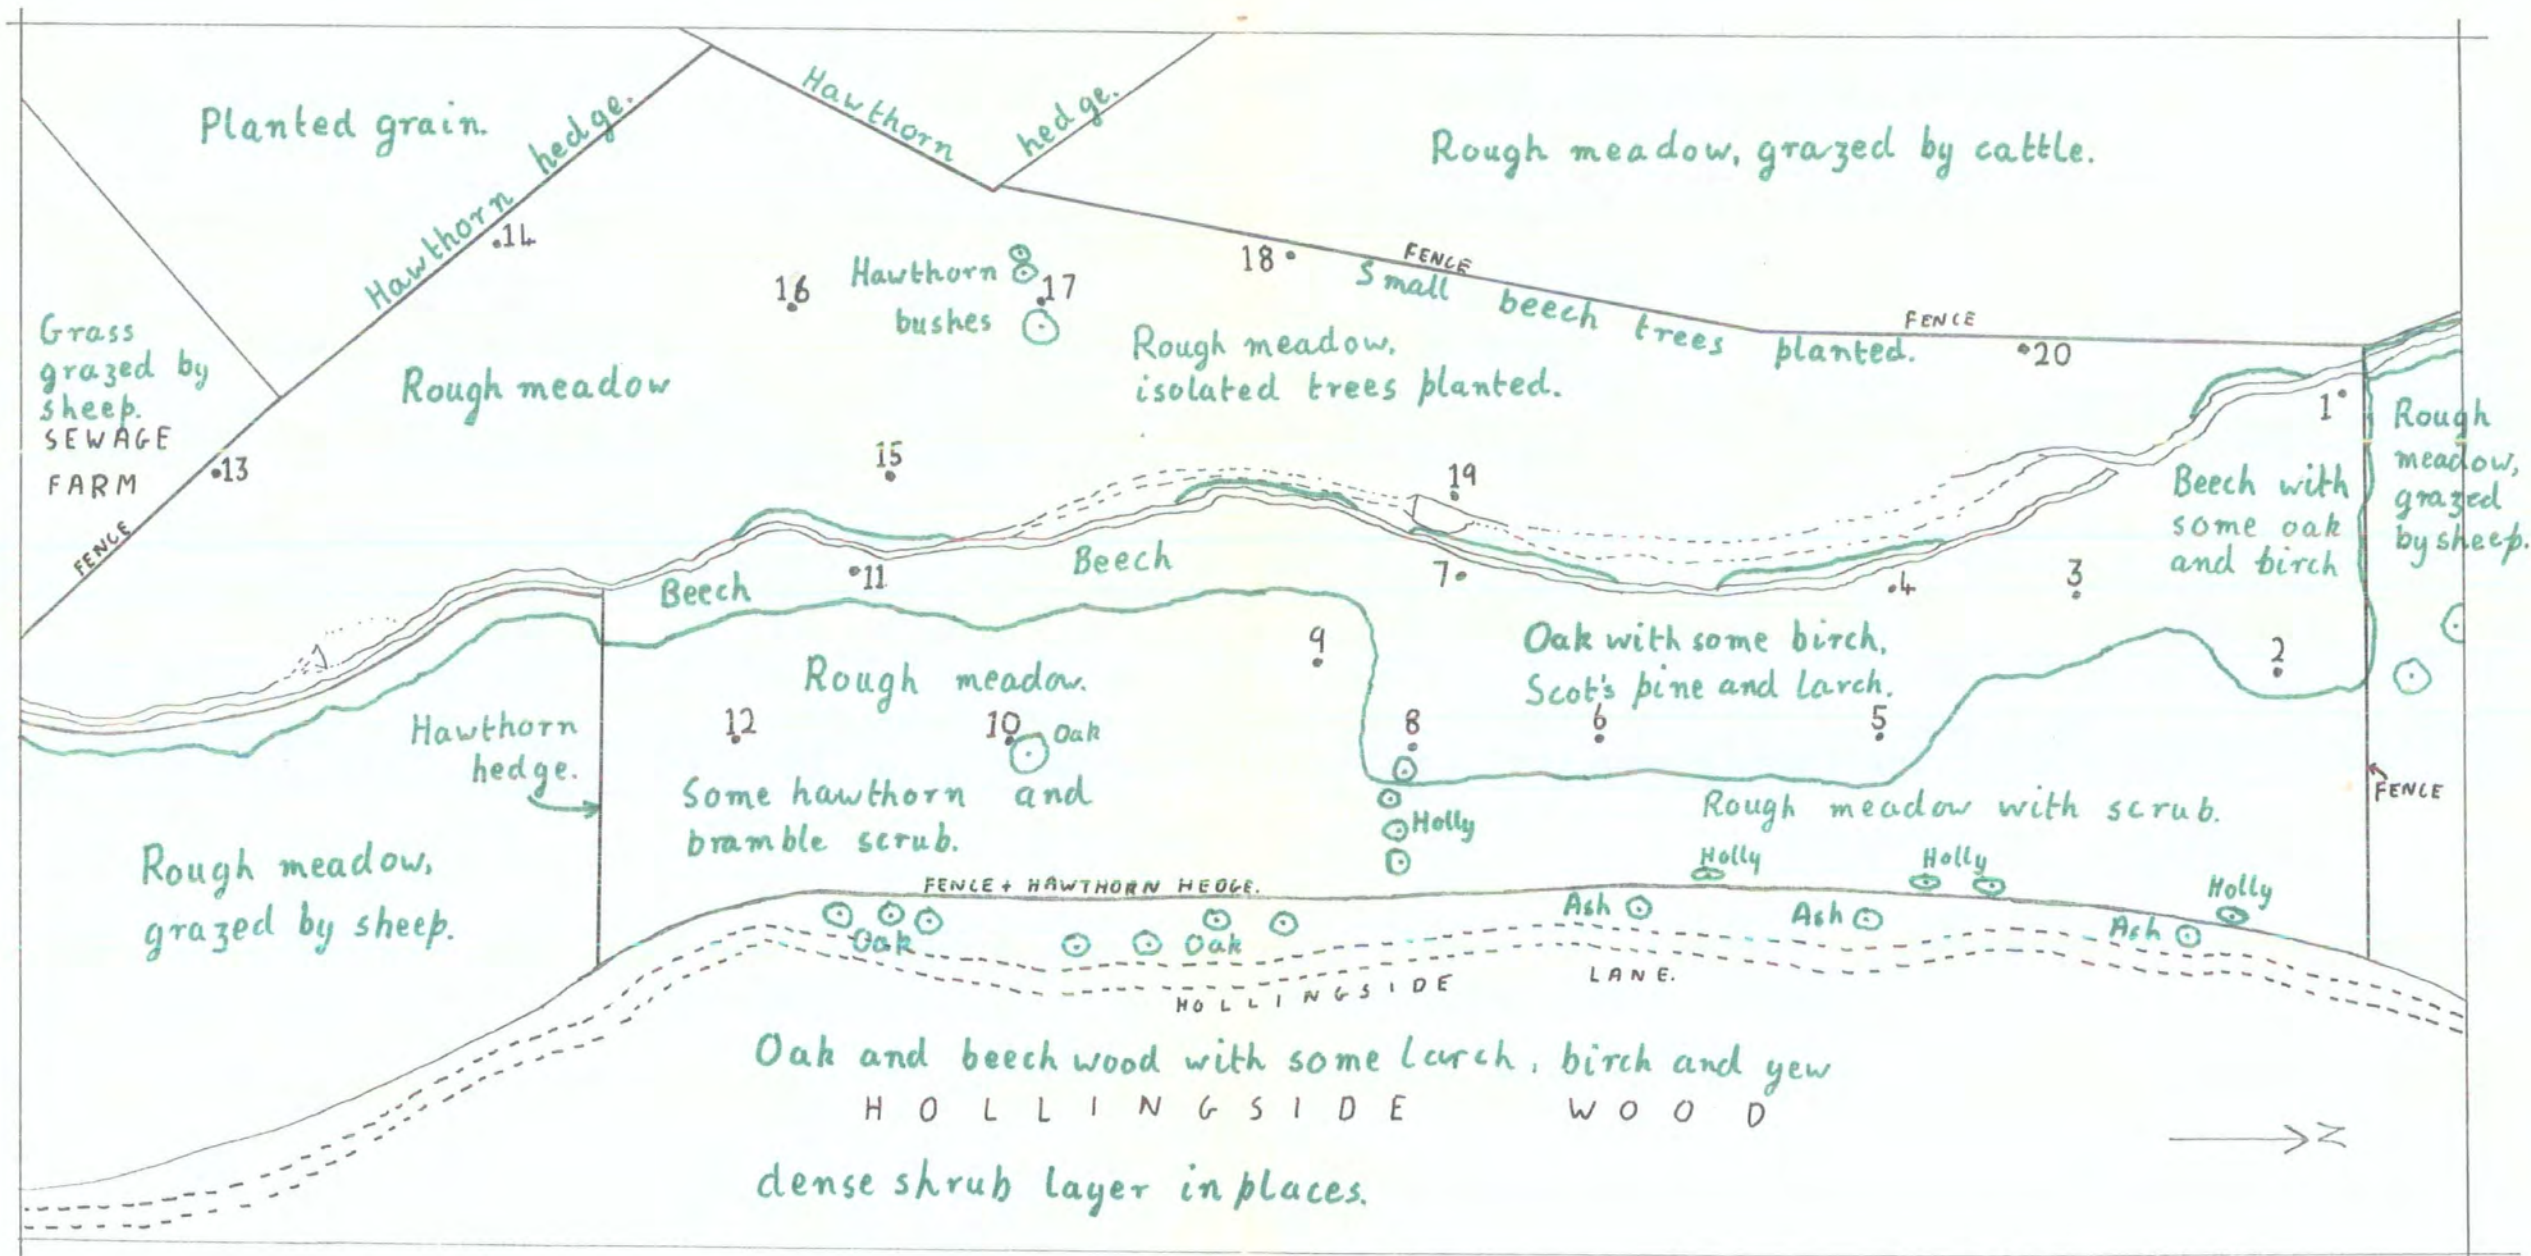 Planted grain.
Hawthorn hedge.
Hawthorn hedge.
Rough meadow, grazed by cattle.
.14
16
Hawthorn
bushes
17
18
FENCE
Small beech trees planted.
FENCE
20
Grass
grazed by
sheep.
SEWAGE
FARM
13
FENCE
Rough meadow
Rough meadow,
isolated trees planted.
1
Rough
meadow,
grazed
by sheep.
15
19
Beech with
some oak
and birch
Beech
11
Beech
7
4
3
2
9
Oak with some birch,
Scot's pine and larch.
Rough meadow.
12
10
Oak
8
6
5
Hawthorn
hedge.
Some hawthorn and
bramble scrub.
Holly
Rough meadow with scrub.
FENCE
Rough meadow,
grazed by sheep.
FENCE + HAWTHORN HEDGE.
Holly
Holly
Holly
Oak
Oak
Ash
Ash
Ash
HOLLINGSIDE LANE.
Oak and beech wood with some larch, birch and yew
HOLLINGSIDE WOOD
dense shrub layer in places.
N